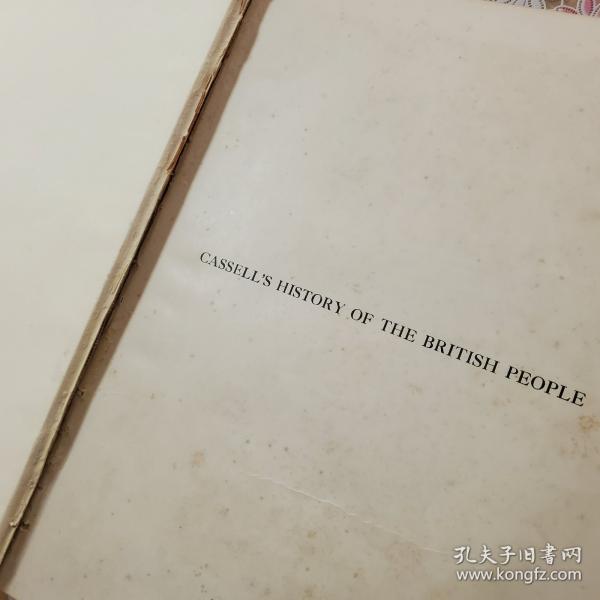 CASSELL'S HISTORY OF THE BRITISH PEOPLE
孔夫子旧书网
www.kongfz.com